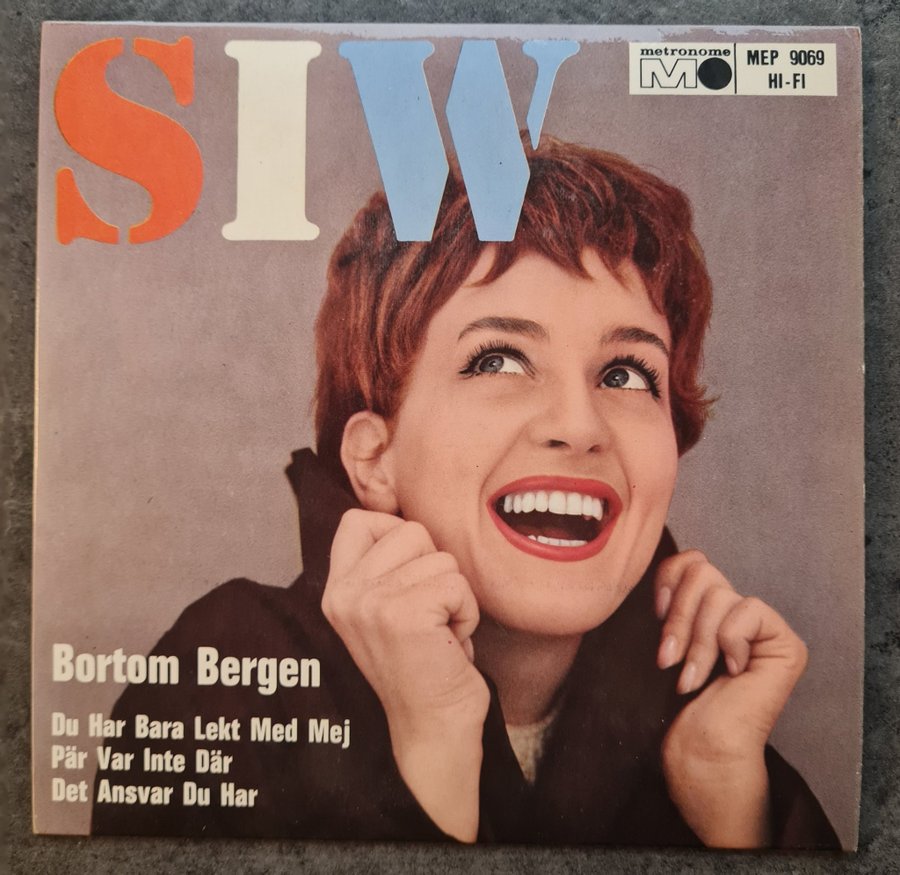 SIW
metronome
MO
MEP 9069
HI-FI
Bortom Bergen
Du Har Bara Lekt Med Mej
Pär Var Inte Där
Det Ansvar Du Har